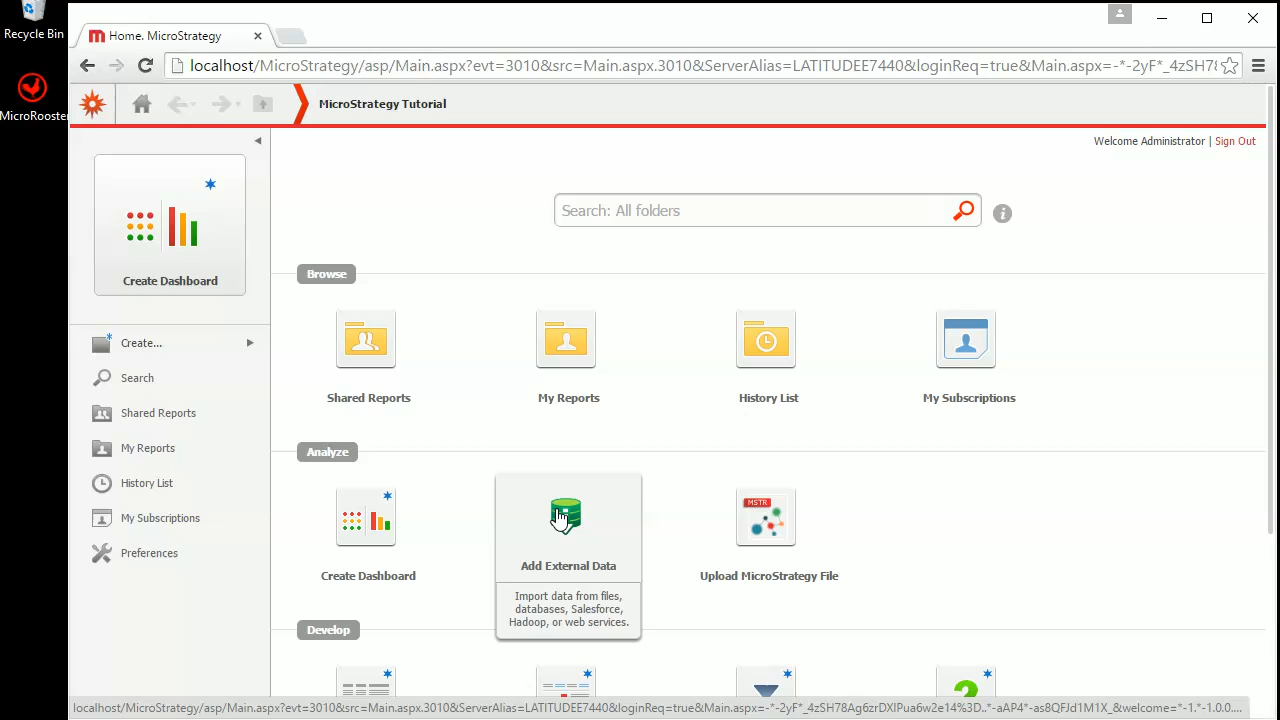 Recycle Bin
MicroRooster
Home. MicroStrategy
localhost/MicroStrategy/asp/Main.aspx?evt=3010&src=Main.aspx.3010&ServerAlias=LATITUDEE7440&loginReq=true&Main.aspx=-*-2yF*_4zSH78
MicroStrategy Tutorial
Welcome Administrator | Sign Out
Create Dashboard
Create...
Search
Shared Reports
My Reports
History List
My Subscriptions
Preferences
Search: All folders
Browse
Shared Reports
My Reports
History List
My Subscriptions
Analyze
MSTR
Create Dashboard
Add External Data
Upload MicroStrategy File
Import data from files,
databases, Salesforce,
Hadoop, or web services.
Develop
localhost/MicroStrategy/asp/Main.aspx?evt=3010&src=Main.aspx.3010&ServerAlias=LATITUDEE7440&loginReq=true&Main.aspx=-*-2yF*_4zSH78Ag6zrDXIPua6w2e14%3D..*-aAP4*-as8QFJd1M1X_&welcome=*-1.*-1.0.0....